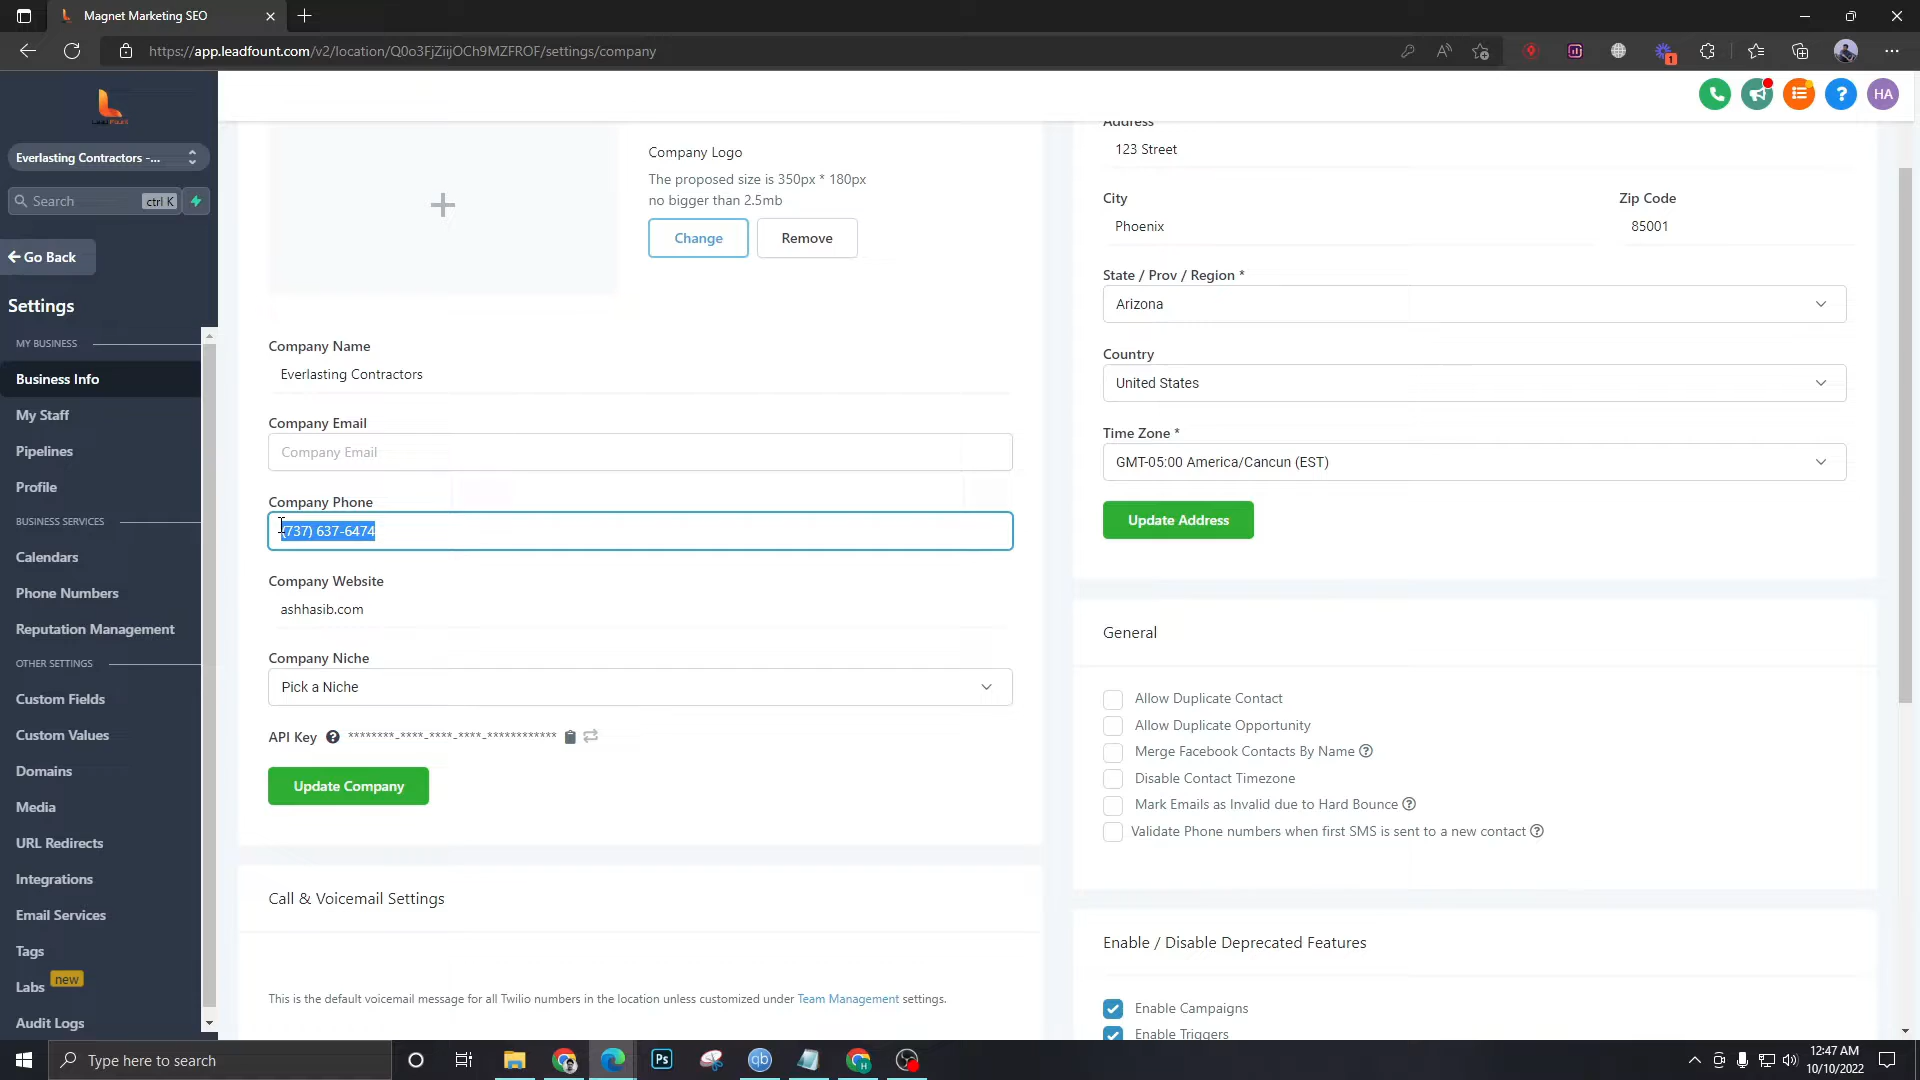 Magnet Marketing SEO
https://app.leadfount.com/v2/location/Q0o3FjZiijOCh9MZFROF/settings/company
1
HA
Everlasting Contractors -...
Search
ctrl K
Go Back
Settings
MY BUSINESS
Business Info
My Staff
Pipelines
Profile
BUSINESS SERVICES
Calendars
Phone Numbers
Reputation Management
OTHER SETTINGS
Custom Fields
Custom Values
Domains
Media
URL Redirects
Integrations
Email Services
Tags
Labs new
Audit Logs
Company Logo
The proposed size is 350px * 180px
no bigger than 2.5mb
Change
Remove
Company Name
Everlasting Contractors
Company Email
Company Email
Company Phone
(737) 637-6474
Company Website
ashhasib.com
Company Niche
Pick a Niche
API Key ? ********-****-****-****-************
Update Company
Call & Voicemail Settings
This is the default voicemail message for all Twilio numbers in the location unless customized under Team Management settings.
Address
123 Street
City
Zip Code
Phoenix
85001
State / Prov / Region *
Arizona
Country
United States
Time Zone *
GMT-05:00 America/Cancun (EST)
Update Address
General
Allow Duplicate Contact
Allow Duplicate Opportunity
Merge Facebook Contacts By Name ?
Disable Contact Timezone
Mark Emails as Invalid due to Hard Bounce ?
Validate Phone numbers when first SMS is sent to a new contact ?
Enable / Disable Deprecated Features
Enable Campaigns
Enable Triggers
Type here to search
Ps
qb
12:47 AM
10/10/2022